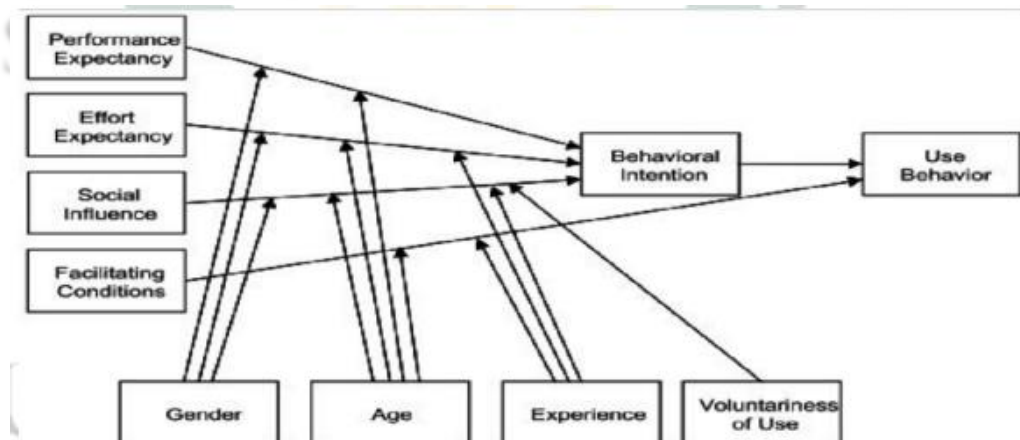 Performance
Expectancy
Effort
Expectancy
Social
Influence
Facilitating
Conditions
Behavioral
Intention
Use
Behavior
Gender
Age
Experience
Voluntariness
of Use